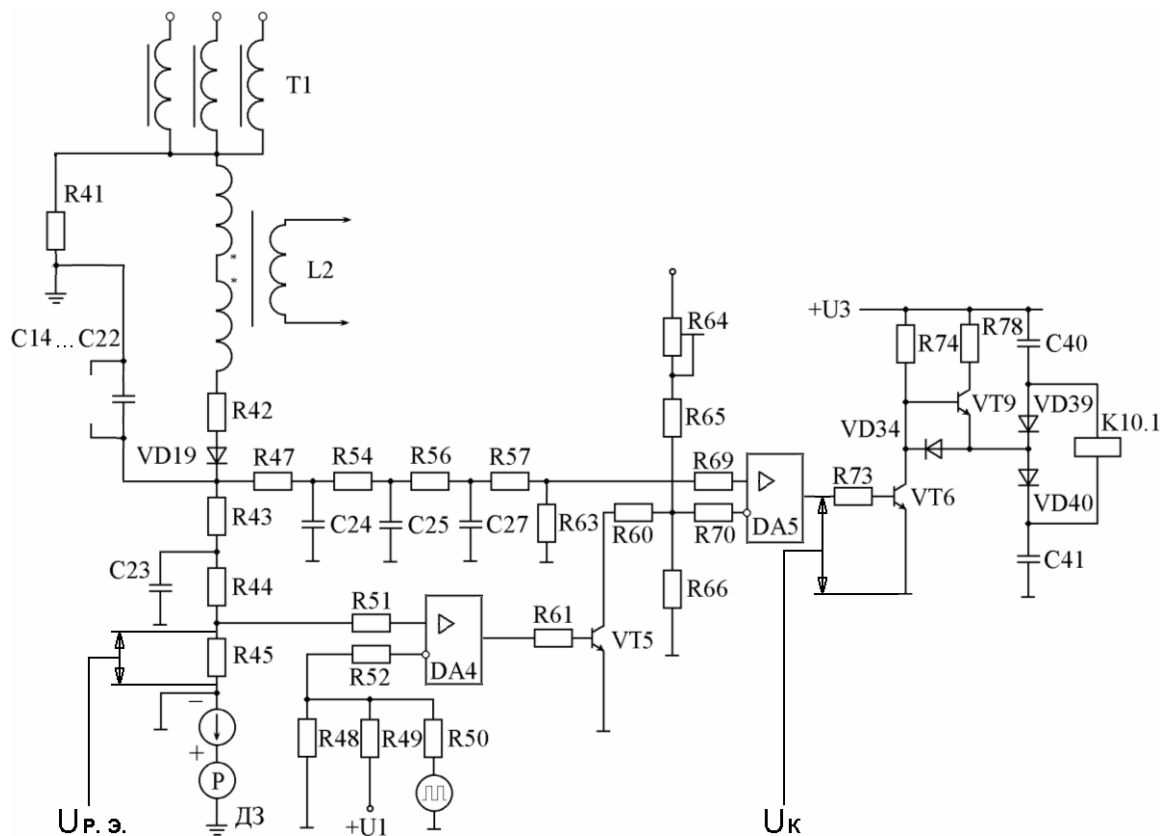 T1
R41
* 
*
L2
C14...C22
R42
VD19
R47
R54
R56
R57
R43
C24
C25
C27
R63
C23
R44
R51
R45
R52
DA4
R61
VT5
R48
R49
R50
+U1
−
+
P
ДЗ
UР. Э.
R64
R65
R69
R60
R70
DA5
R66
R73
VT6
UК
+U3
R74
R78
C40
VT9
VD39
K10.1
VD34
VD40
C41